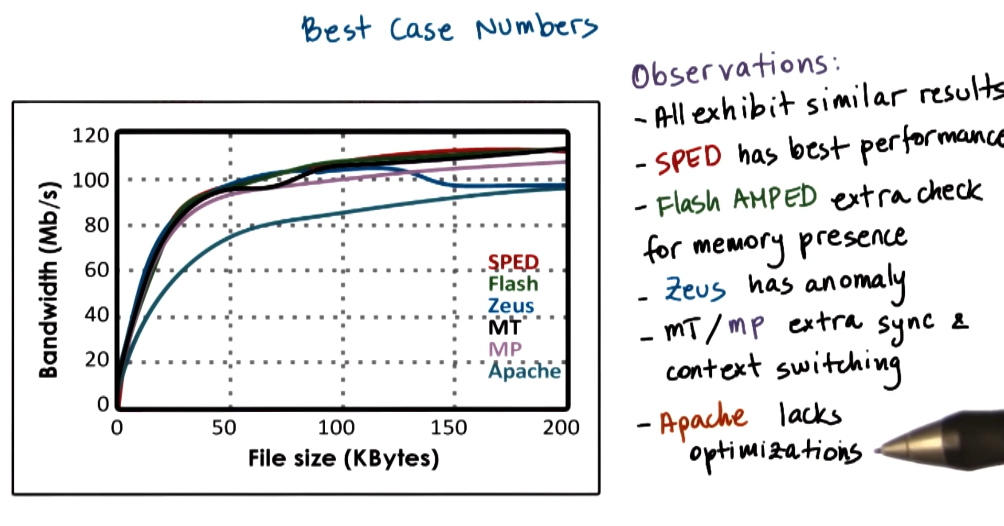 Best Case Numbers
Observations:
- All exhibit similar results
- SPED has best performance
- Flash AMPED extra check
for memory presence
- Zeus has anomaly
- MT/MP extra sync &
context switching
- Apache lacks
optimizations
Bandwidth (Mb/s)
120
100
80
60
40
20
0
SPED
Flash
Zeus
MT
MP
Apache
0 50 100 150 200
File size (KBytes)